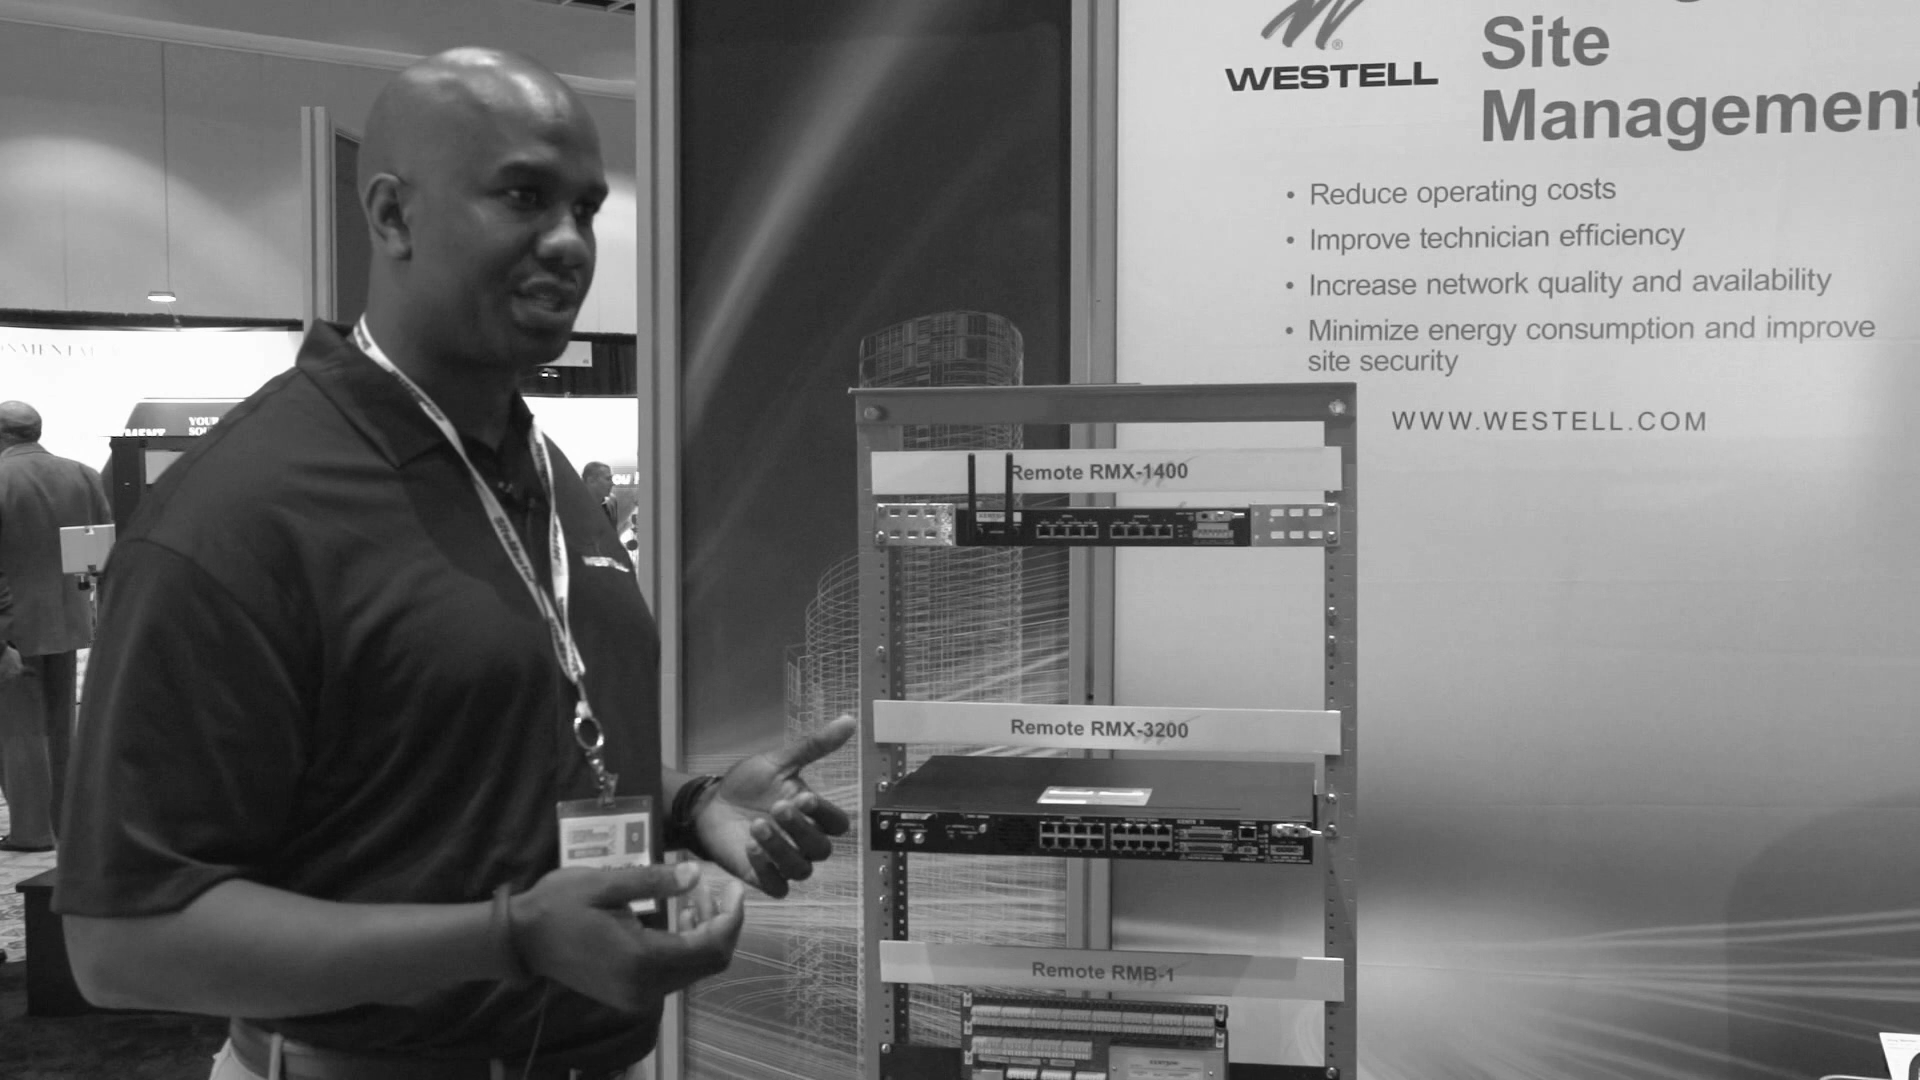 WESTELL
Site
Management
• Reduce operating costs
• Improve technician efficiency
• Increase network quality and availability
• Minimize energy consumption and improve
site security
WWW.WESTELL.COM
Remote RMX-1400
Remote RMX-3200
Remote RMB-1
YOUR